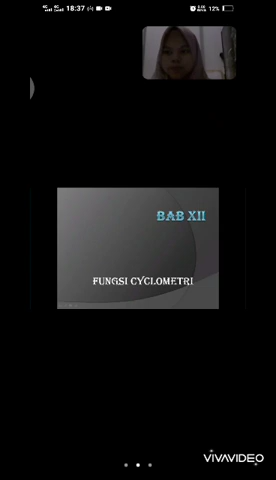 18:37
12%
BAB XII
FUNGSI CYCLOMETRI
VIVAVIDEO